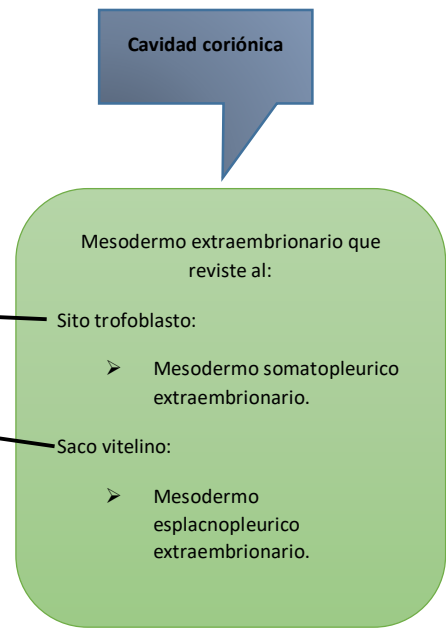 Cavidad coriónica
Mesodermo extraembrionario que
reviste al:
Sito trofoblasto:
➢ Mesodermo somatopleurico
extraembrionario.
Saco vitelino:
➢ Mesodermo
esplacnopleurico
extraembrionario.